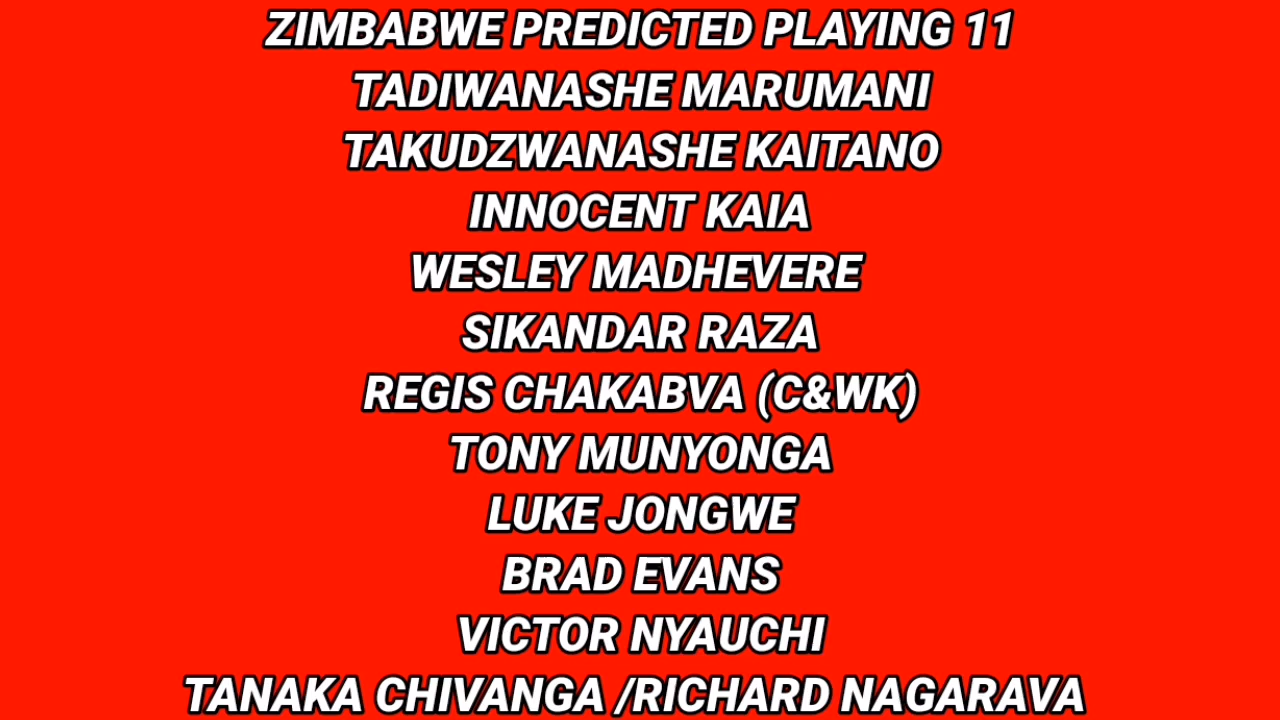 ZIMBABWE PREDICTED PLAYING 11
TADIWANASHE MARUMANI
TAKUDZWANASHE KAITANO
INNOCENT KAIA
WESLEY MADHEVERE
SIKANDAR RAZA
REGIS CHAKABVA (C&WK)
TONY MUNYONGA
LUKE JONGWE
BRAD EVANS
VICTOR NYAUCHI
TANAKA CHIVANGA /RICHARD NAGARAVA